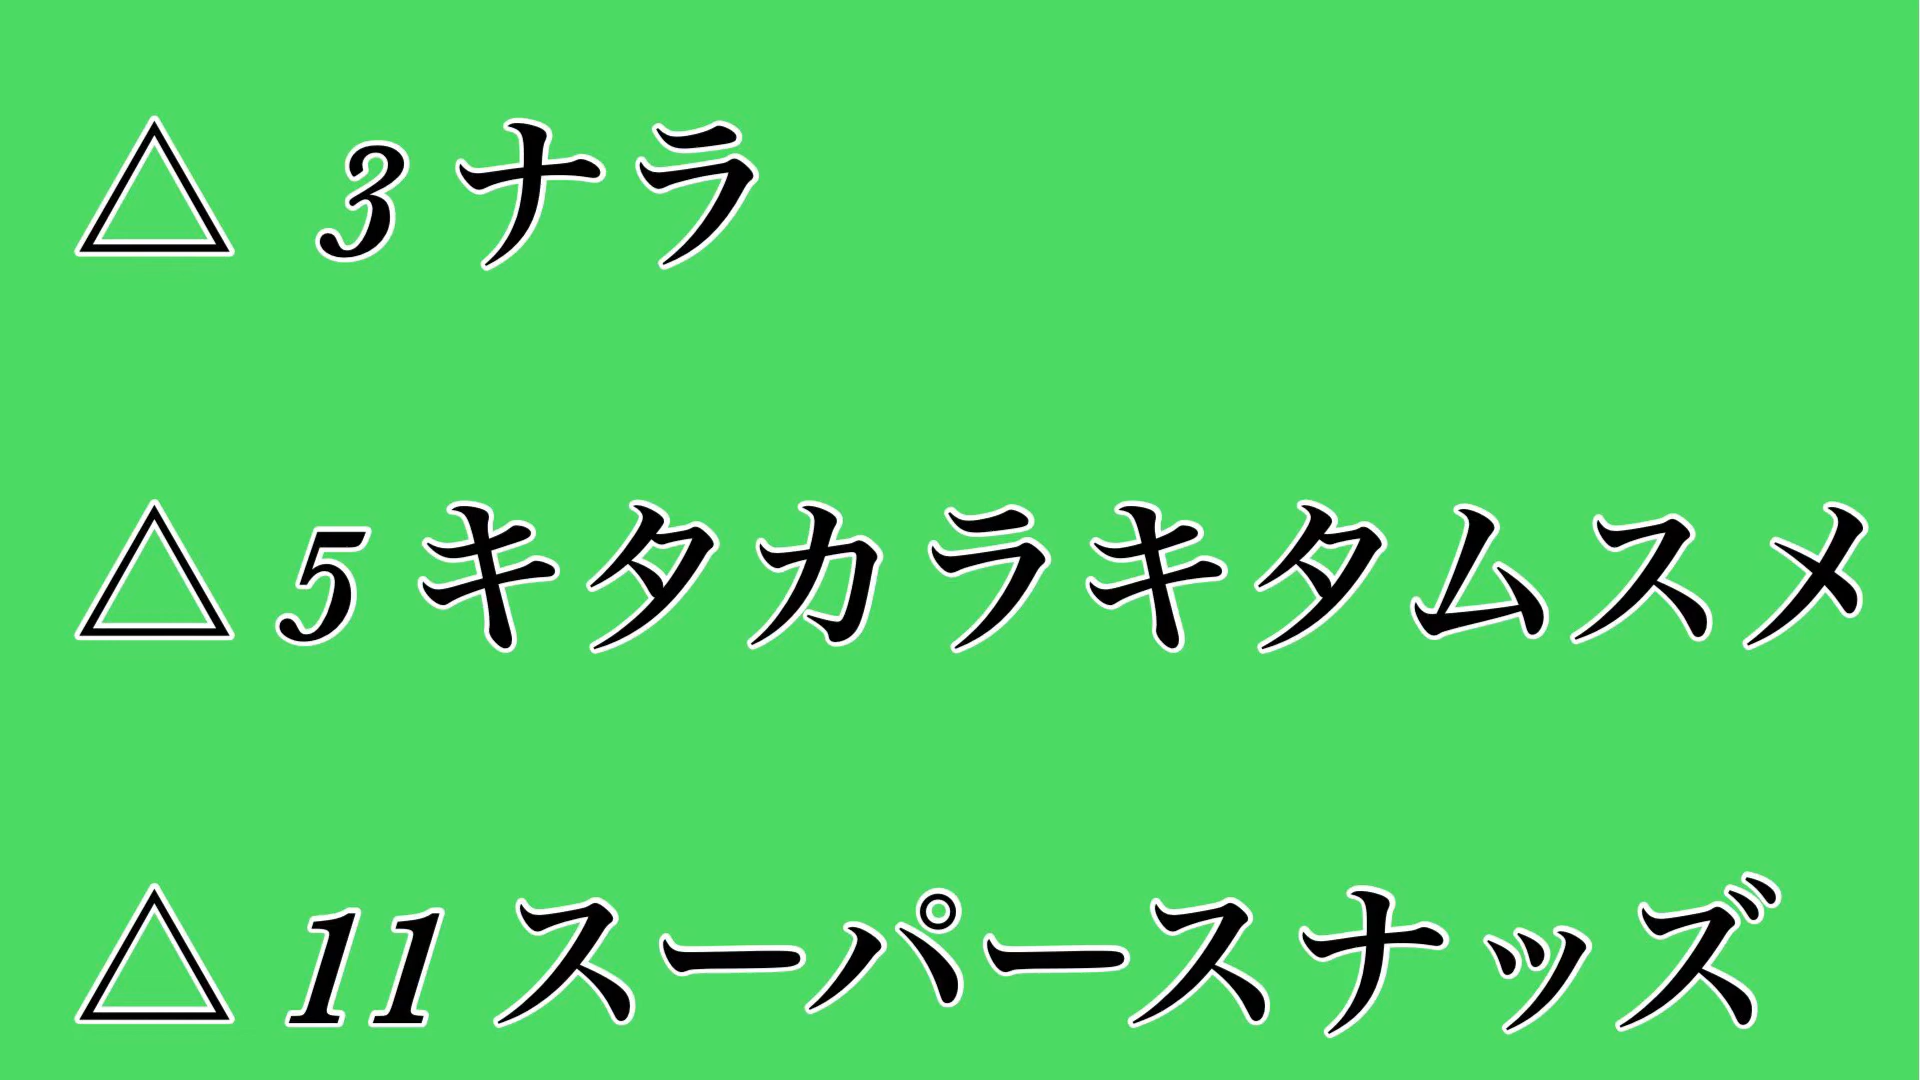 △ 3 ナラ
△ 5 キタカラキタムスメ
△ 11 スーパースナッズ